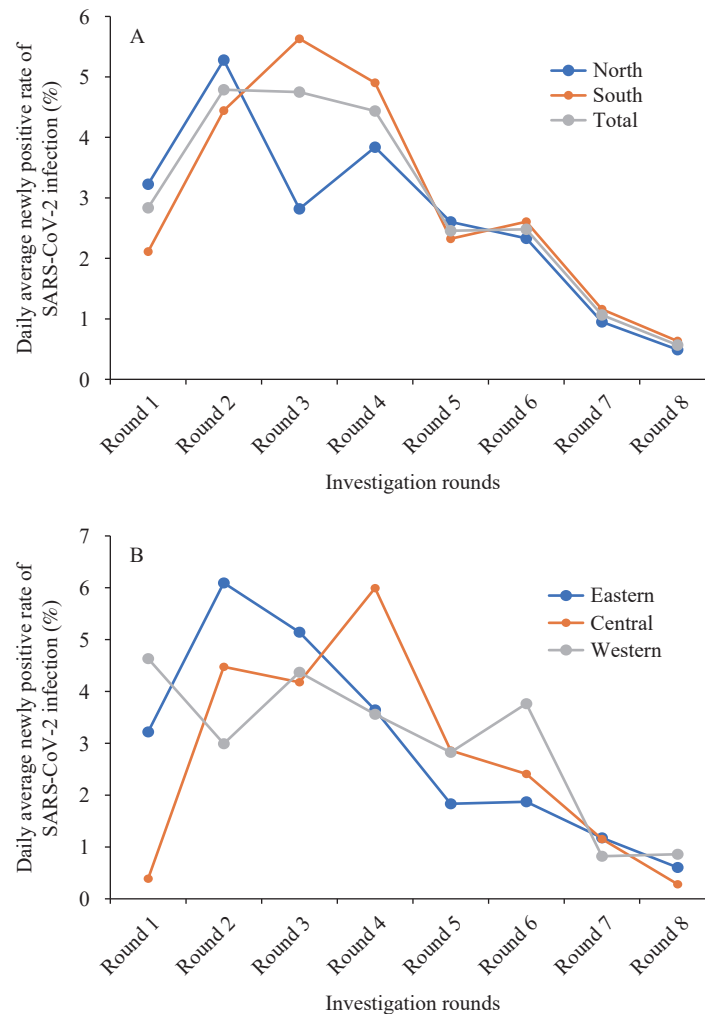 A
Daily average newly positive rate of
SARS-CoV-2 infection (%)
6
5
4
3
2
1
0
North
South
Total
Round 1
Round 2
Round 3
Round 4
Round 5
Round 6
Round 7
Round 8
Investigation rounds
B
Daily average newly positive rate of
SARS-CoV-2 infection (%)
7
6
5
4
3
2
1
0
Eastern
Central
Western
Round 1
Round 2
Round 3
Round 4
Round 5
Round 6
Round 7
Round 8
Investigation rounds